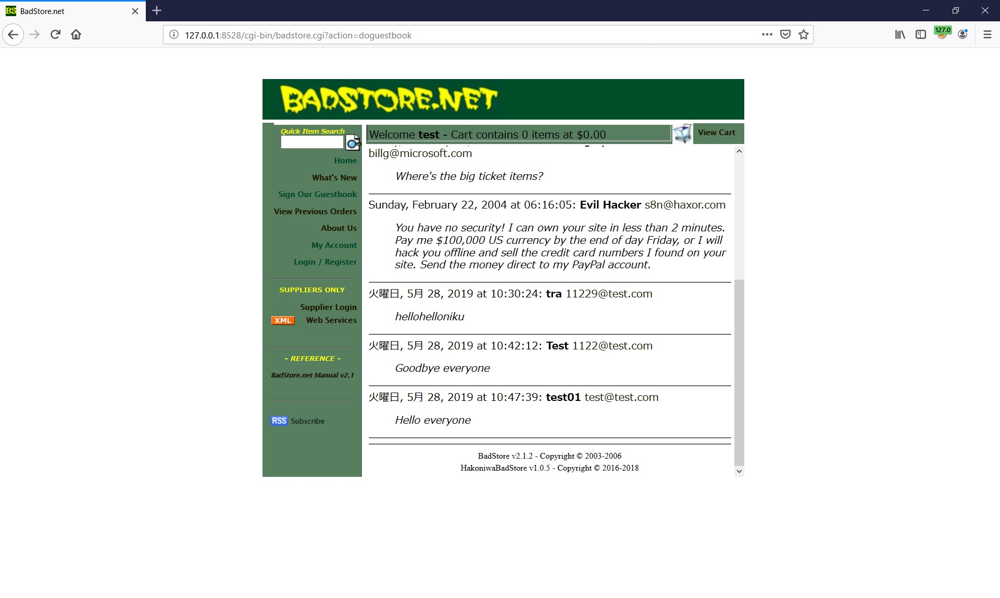 BS BadStore.net
127.0.0.1:8528/cgi-bin/badstore.cgi?action=doguestbook
127.0
BADSTORE.NET
Quick Item Search
Welcome test - Cart contains 0 items at $0.00
View Cart
Home
What's New
Sign Our Guestbook
View Previous Orders
About Us
My Account
Login / Register
SUPPLIERS ONLY
Supplier Login
XML Web Services
- REFERENCE -
BadStore.net Manual v2.1
RSS Subscribe
billg@microsoft.com
Where's the big ticket items?
Sunday, February 22, 2004 at 06:16:05: Evil Hacker s8n@haxor.com
You have no security! I can own your site in less than 2 minutes.
Pay me $100,000 US currency by the end of day Friday, or I will
hack you offline and sell the credit card numbers I found on your
site. Send the money direct to my PayPal account.
火曜日, 5月 28, 2019 at 10:30:24: tra 11229@test.com
hellohelloniku
火曜日, 5月 28, 2019 at 10:42:12: Test 1122@test.com
Goodbye everyone
火曜日, 5月 28, 2019 at 10:47:39: test01 test@test.com
Hello everyone
BadStore v2.1.2 - Copyright © 2003-2006
HakoniwaBadStore v1.0.5 - Copyright © 2016-2018